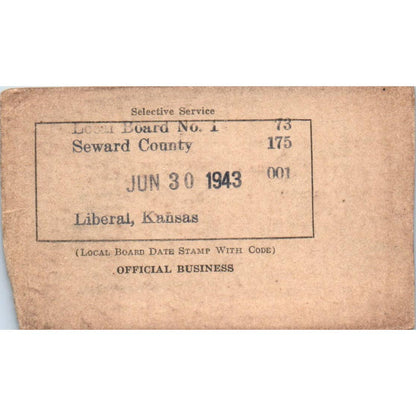 Selective Service
Local Board No. 1 73
Seward County 175
JUN 30 1943 001
Liberal, Kansas
(Local Board Date Stamp With Code)
OFFICIAL BUSINESS